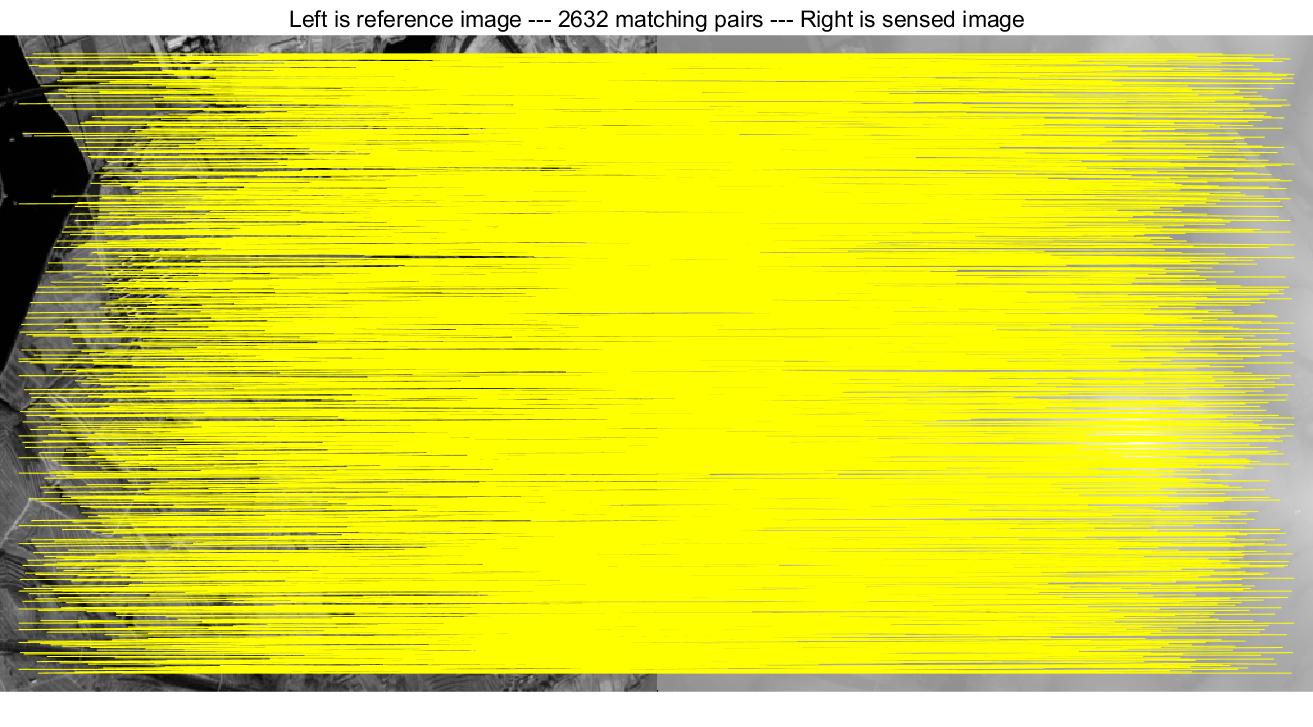 Left is reference image --- 2632 matching pairs --- Right is sensed image